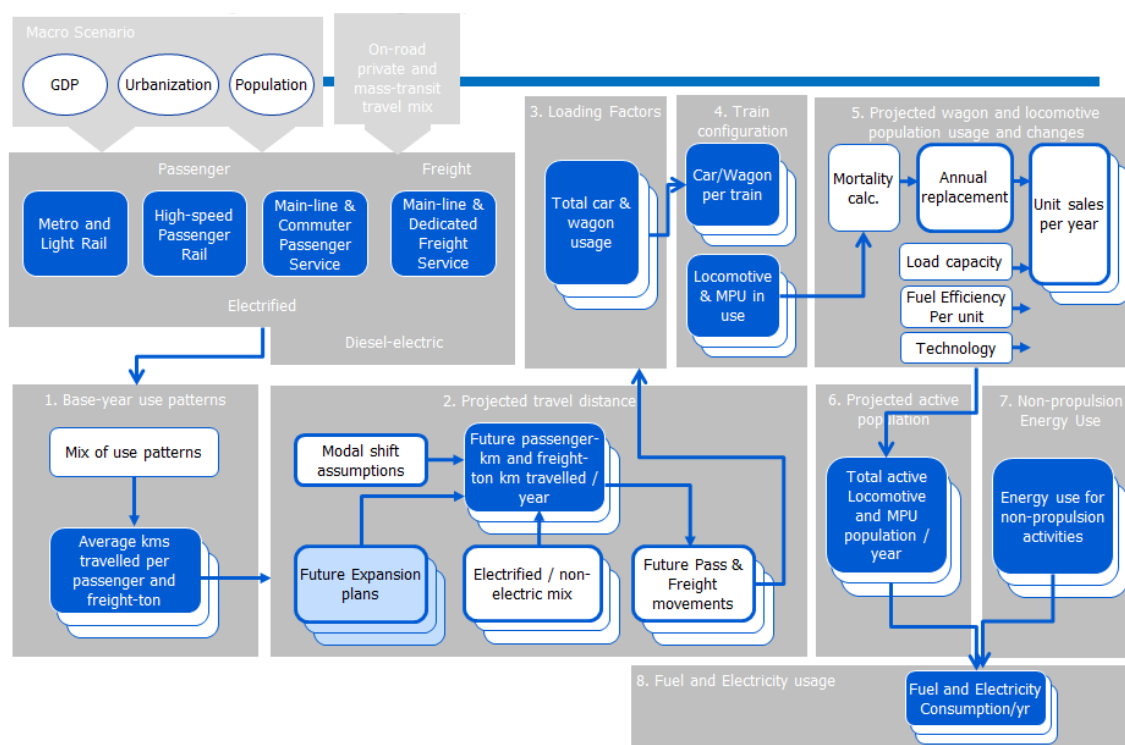 Macro Scenario
GDP
Urbanization
Population
On-road
private and
mass-transit
travel mix
Passenger
Freight
Metro and
Light Rail
High-speed
Passenger
Rail
Main-line &
Commuter
Passenger
Service
Main-line &
Dedicated
Freight
Service
Electrified
Diesel-electric
1. Base-year use patterns
Mix of use patterns
Average kms
travelled per
passenger and
freight-ton
2. Projected travel distance
Modal shift
assumptions
Future passenger-
km and freight-
ton km travelled /
year
Future Expansion
plans
Electrified / non-
electric mix
Future Pass &
Freight
movements
3. Loading Factors
Total car &
wagon usage
4. Train
configuration
Car/Wagon
per train
Locomotive
& MPU in
use
5. Projected wagon and locomotive
population usage and changes
Mortality
calc.
Annual
replacement
Unit sales
per year
Load capacity
Fuel Efficiency
Per unit
Technology
6. Projected active
population
Total active
Locomotive
and MPU
population /
year
7. Non-propulsion
Energy Use
Energy use for
non-propulsion
activities
8. Fuel and Electricity usage
Fuel and Electricity
Consumption/yr